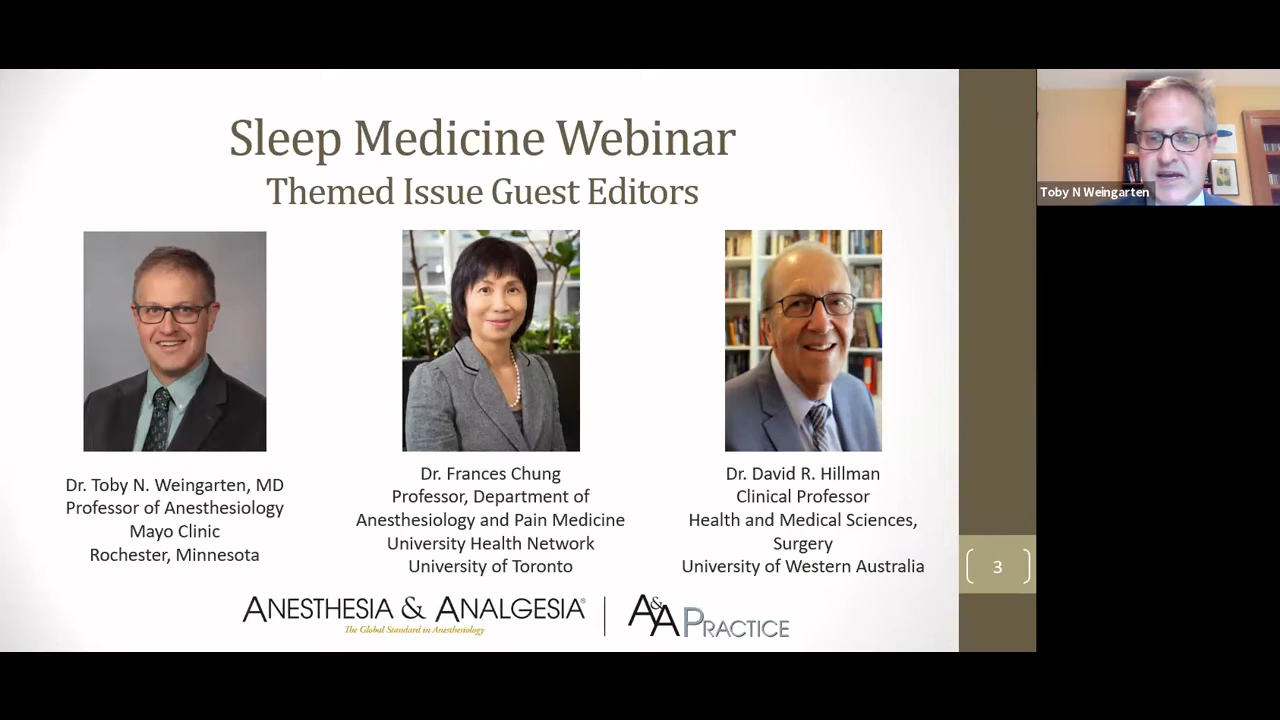 Sleep Medicine Webinar
Themed Issue Guest Editors
Dr. Toby N. Weingarten, MD
Professor of Anesthesiology
Mayo Clinic
Rochester, Minnesota
Dr. Frances Chung
Professor, Department of
Anesthesiology and Pain Medicine
University Health Network
University of Toronto
Dr. David R. Hillman
Clinical Professor
Health and Medical Sciences,
Surgery
University of Western Australia
ANESTHESIA & ANALGESIA®
The Global Standard in Anesthesiology
A&A PRACTICE
3
Toby N Weingarten